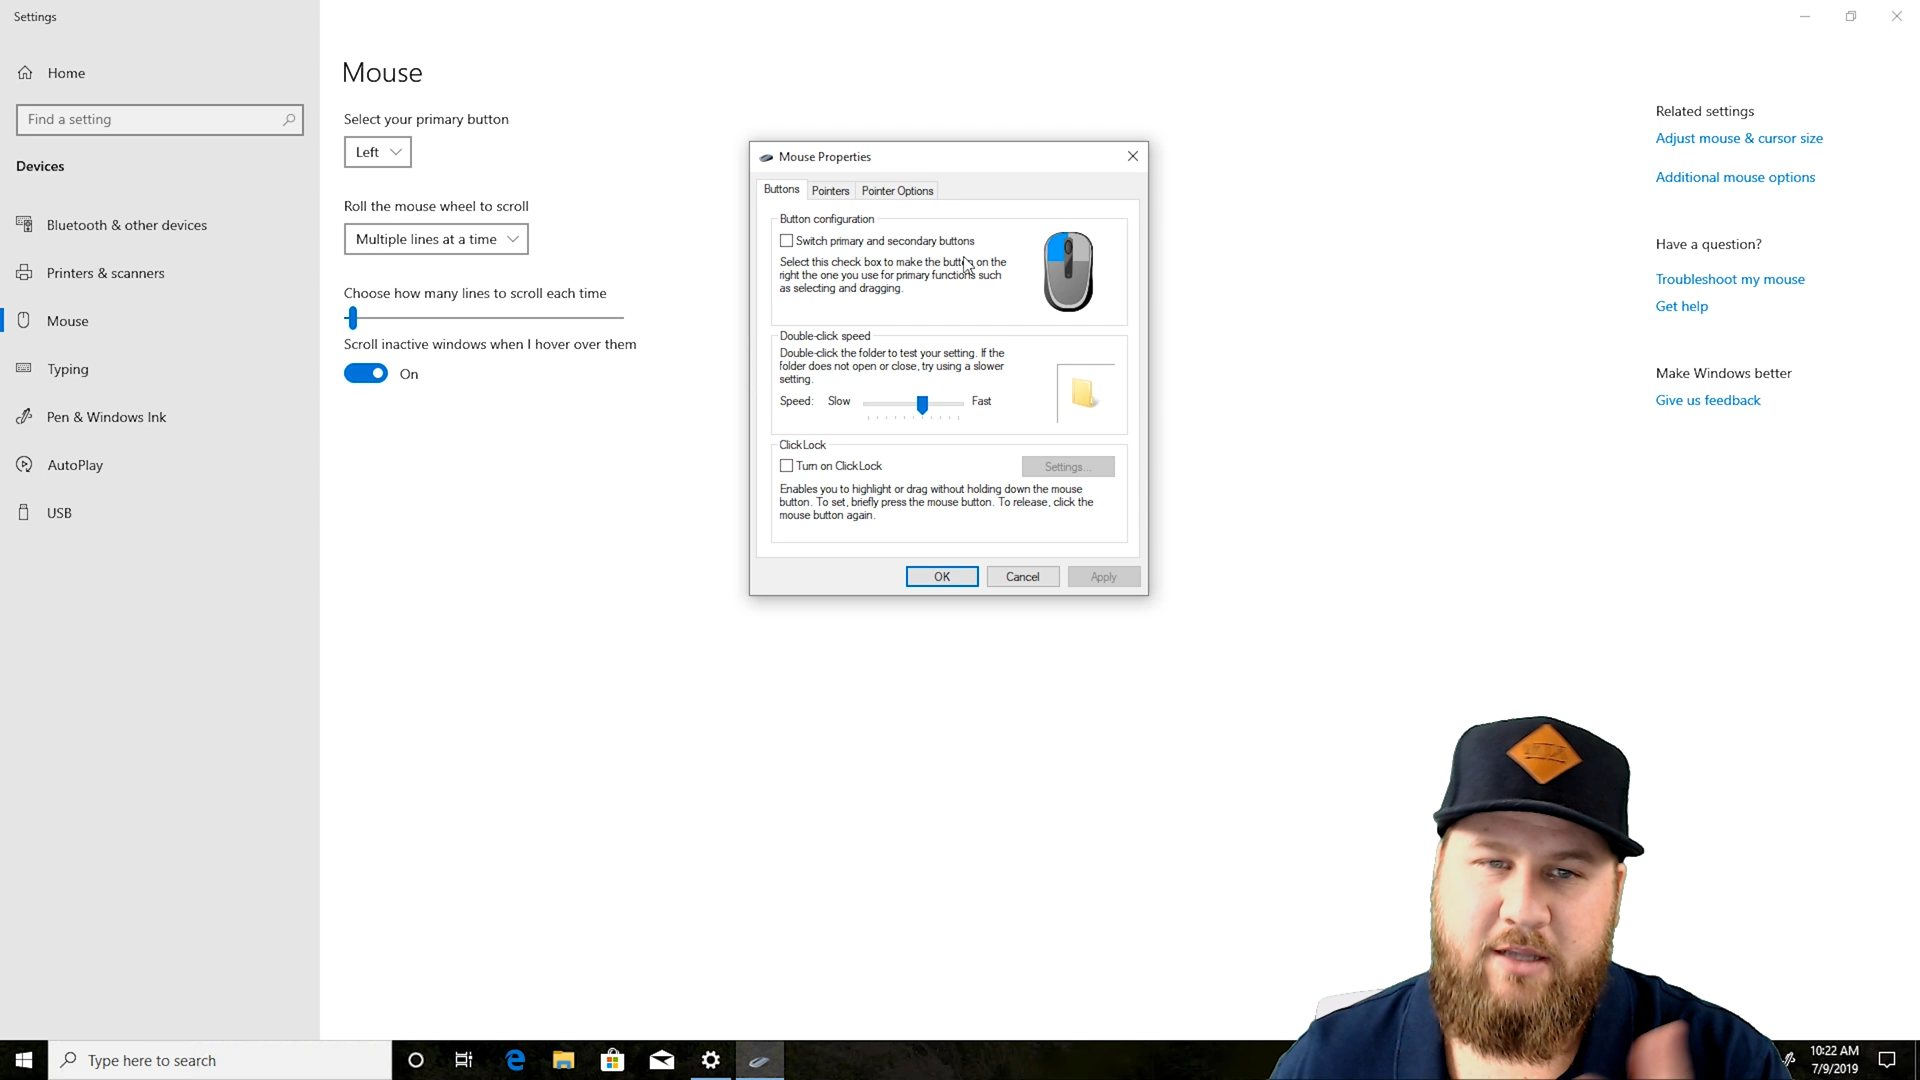 Settings
Home
Find a setting
Devices
Bluetooth & other devices
Printers & scanners
Mouse
Typing
Pen & Windows Ink
AutoPlay
USB
Mouse
Select your primary button
Left
Roll the mouse wheel to scroll
Multiple lines at a time
Choose how many lines to scroll each time
Scroll inactive windows when I hover over them
On
Mouse Properties
Buttons Pointers Pointer Options
Button configuration
Switch primary and secondary buttons
Select this check box to make the button on the
right the one you use for primary functions such
as selecting and dragging.
Double-click speed
Double-click the folder to test your setting. If the
folder does not open or close, try using a slower
setting.
Speed: Slow Fast
ClickLock
Turn on ClickLock
Settings...
Enables you to highlight or drag without holding down the mouse
button. To set, briefly press the mouse button. To release, click the
mouse button again.
OK Cancel Apply
Related settings
Adjust mouse & cursor size
Additional mouse options
Have a question?
Troubleshoot my mouse
Get help
Make Windows better
Give us feedback
Type here to search
10:22 AM
7/9/2019